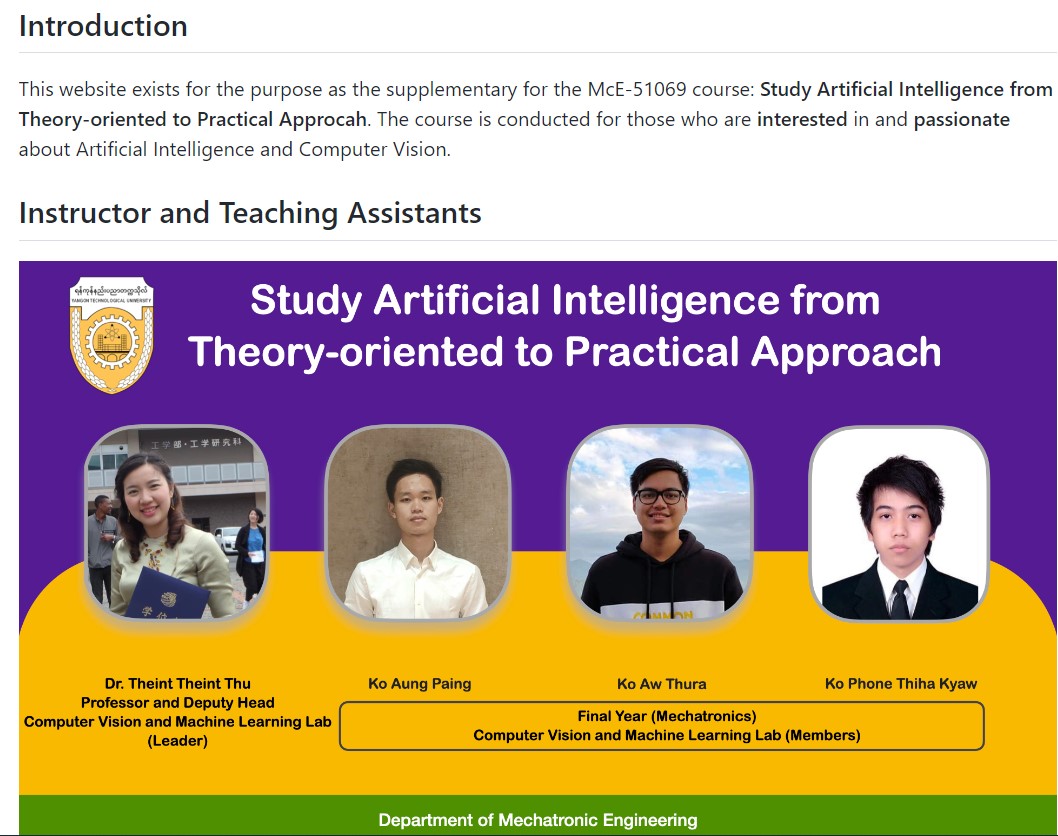 Introduction
This website exists for the purpose as the supplementary for the McE-51069 course: Study Artificial Intelligence from
Theory-oriented to Practical Approcah. The course is conducted for those who are interested in and passionate
about Artificial Intelligence and Computer Vision.
Instructor and Teaching Assistants
ရန်ကုန်နည်းပညာတက္ကသိုလ်
YANGON TECHNOLOGICAL UNIVERSITY
Study Artificial Intelligence from
Theory-oriented to Practical Approach
工学部・工学研究科
学位
COMMON
Dr. Theint Theint Thu
Professor and Deputy Head
Computer Vision and Machine Learning Lab
(Leader)
Ko Aung Paing
Ko Aw Thura
Ko Phone Thiha Kyaw
Final Year (Mechatronics)
Computer Vision and Machine Learning Lab (Members)
Department of Mechatronic Engineering